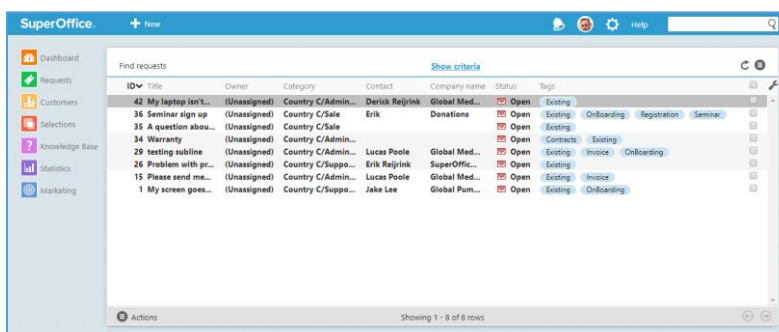 SuperOffice. New Help
Dashboard
Requests
Customers
Selections
Knowledge Base
Statistics
Marketing
Find requests Show criteria
ID Title Owner Category Contact Company name Status Tags
42 My laptop isn't... (Unassigned) Country C/Admin... Derick Reijrink Global Med... Open Existing
36 Seminar sign up (Unassigned) Country C/Sale Erik Donations Open Existing OnBoarding Registration Seminar
35 A question abou... (Unassigned) Country C/Sale Open Existing
34 Warranty (Unassigned) Country C/Admin... Open Contracts Existing
29 testing subline (Unassigned) Country C/Admin... Lucas Poole Global Med... Open Existing Invoice OnBoarding
26 Problem with pr... (Unassigned) Country C/Suppo... Erik Reijrink SuperOffic... Open Existing
15 Please send me... (Unassigned) Country C/Admin... Lucas Poole Global Med... Open Existing Invoice
1 My screen goes... (Unassigned) Country C/Suppo... Jake Lee Global Pum... Open Existing OnBoarding
Actions Showing 1 - 8 of 8 rows